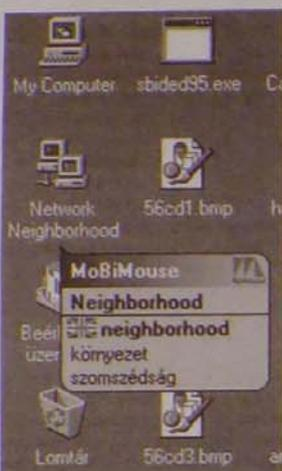 My Computer
sbided95.exe
Network
Neighborhood
56cd1.bmp
MoBiMouse
Neighborhood
neighborhood
környezet
szomszédság
Lomtár
56cd3.bmp